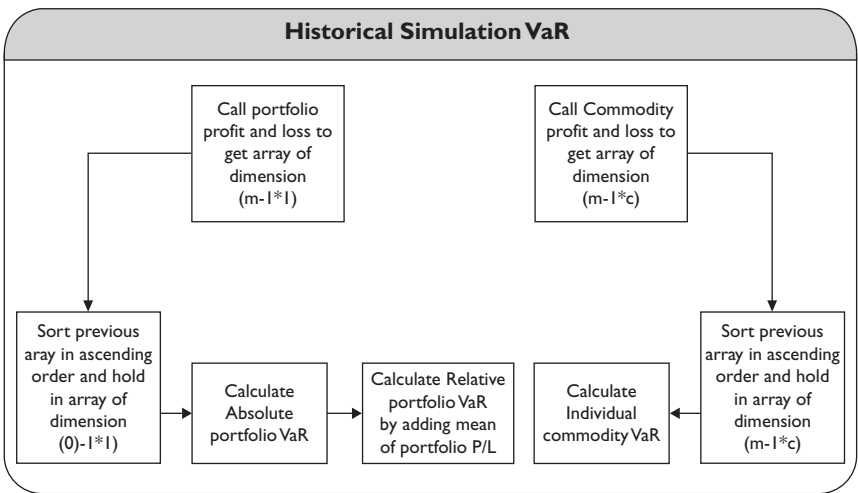 Historical Simulation VaR
Call portfolio
profit and loss to
get array of
dimension
(m-1*1)
Call Commodity
profit and loss to
get array of
dimension
(m-1*c)
Sort previous
aray in ascending
order and hold
in array of
dimension
(0)-1*1)
Calculate
Absolute
portfolio VaR
Calculate Relative
portfolio VaR
by adding mean
of portfolio P/L
Calculate
Individual
commodity VaR
Sort previous
array in ascending
order and hold
in array of
dimension
(m-1*c)